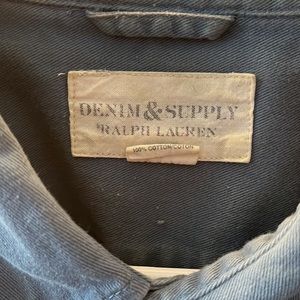 DENIM & SUPPLY
RALPH LAUREN
100% COTTON/COTON